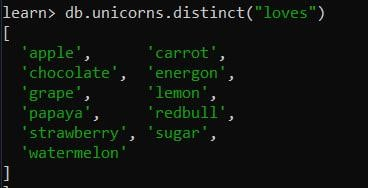 learn> db.unicorns.distinct("loves")
[
  'apple',      'carrot',
  'chocolate',  'energon',
  'grape',      'lemon',
  'papaya',     'redbull',
  'strawberry', 'sugar',
  'watermelon'
]